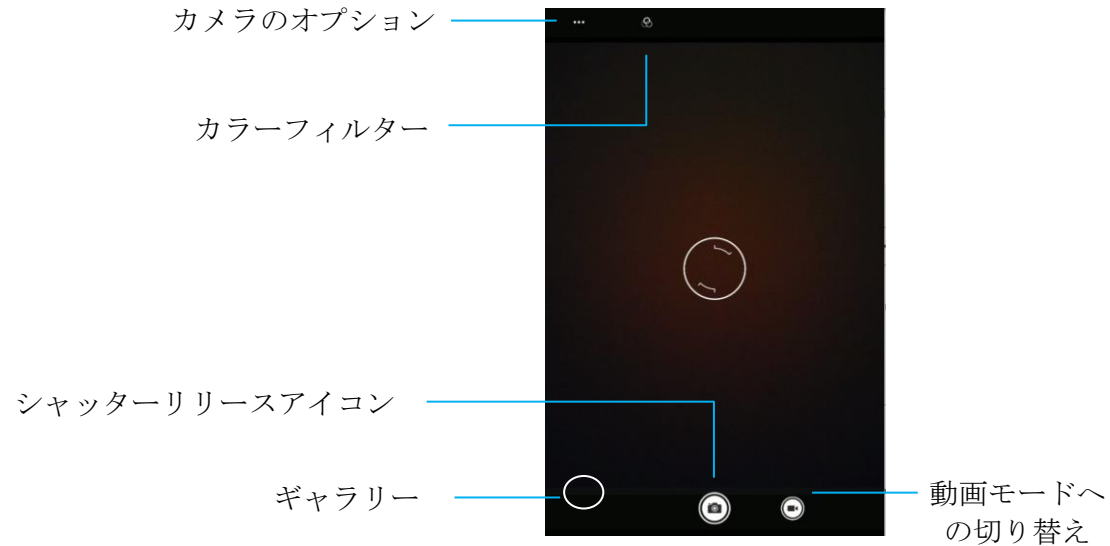 カメラのオプション
カラーフィルター
シャッターリリースアイコン
ギャラリー
動画モードへ
の切り替え